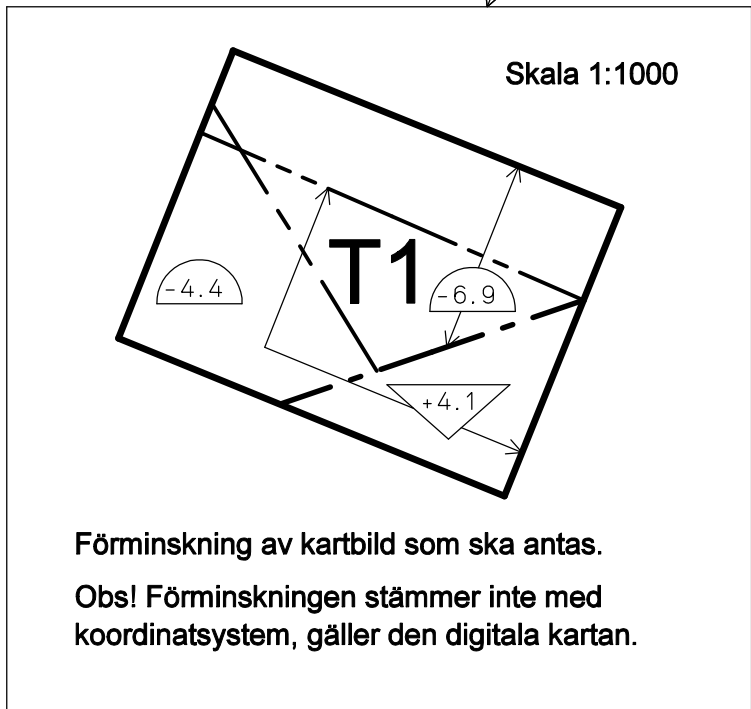 Skala 1:1000
T1
-4.4
-6.9
+4.1
Förminskning av kartbild som ska antas.
Obs! Förminskningen stämmer inte med
koordinatsystem, gäller den digitala kartan.